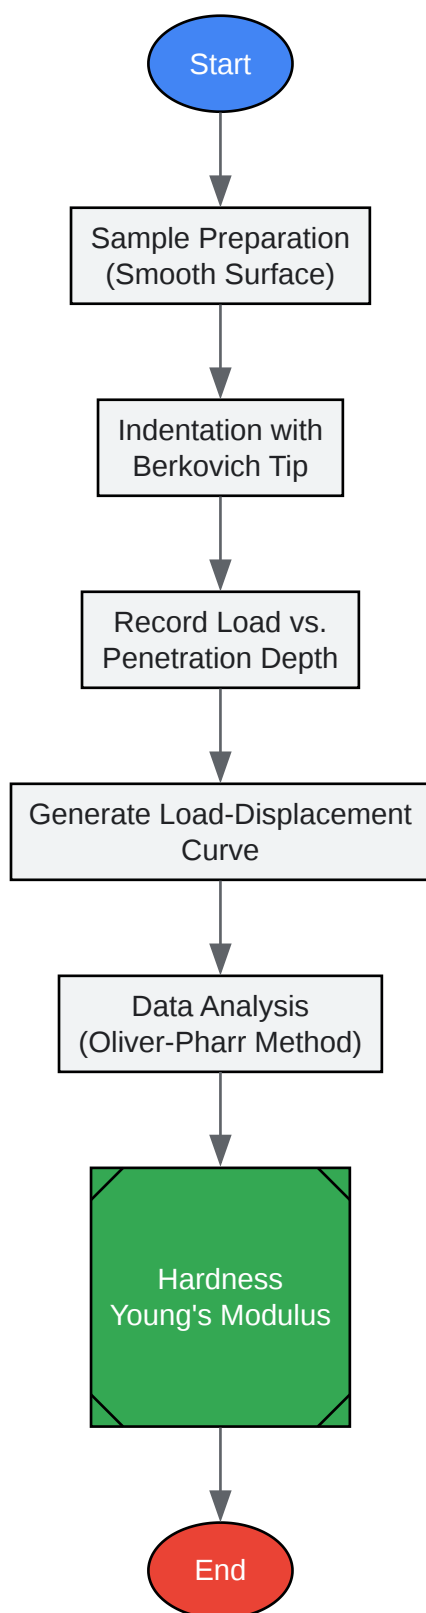 Start
Sample Preparation
(Smooth Surface)
Indentation with
Berkovich Tip
Record Load vs.
Penetration Depth
Generate Load-Displacement
Curve
Data Analysis
(Oliver-Pharr Method)
Hardness
Young's Modulus
End